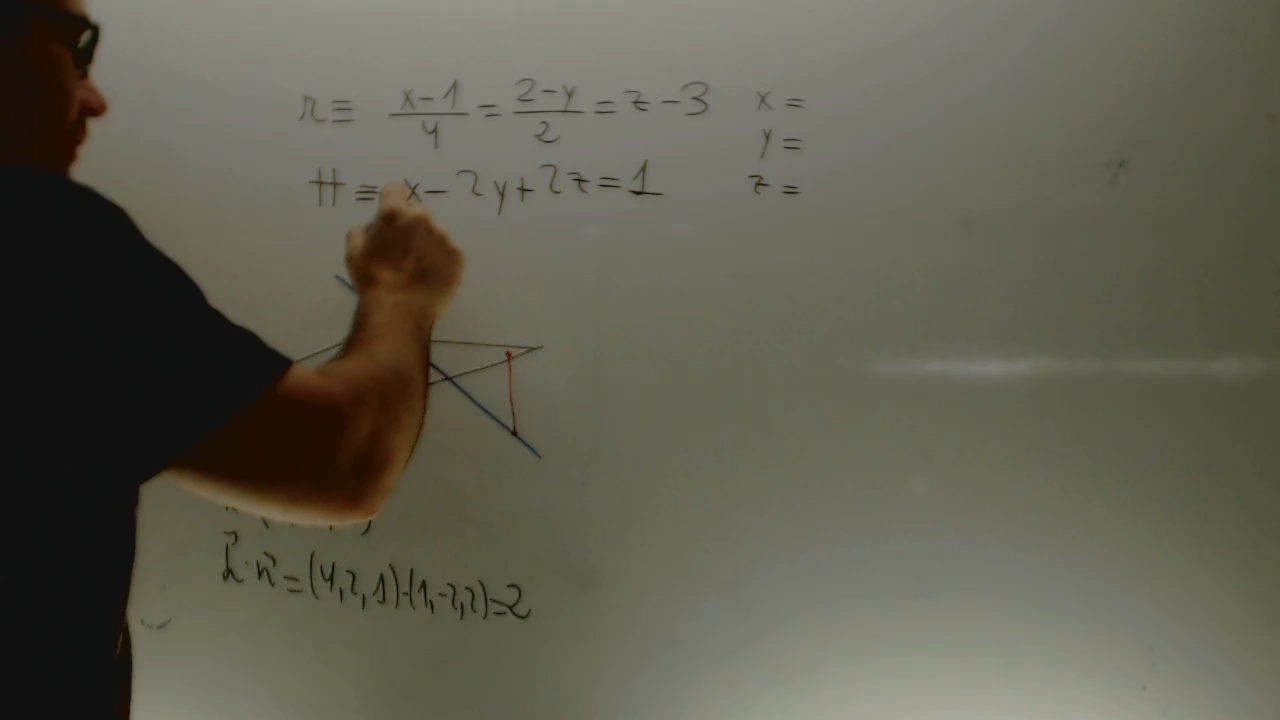 r ≡ (x-1)/4 = (2-y)/2 = z-3
x =
y =
π ≡ x-2y+2z=1
z =
r⃗·n⃗=(4,2,1)·(1,-2,2)=2